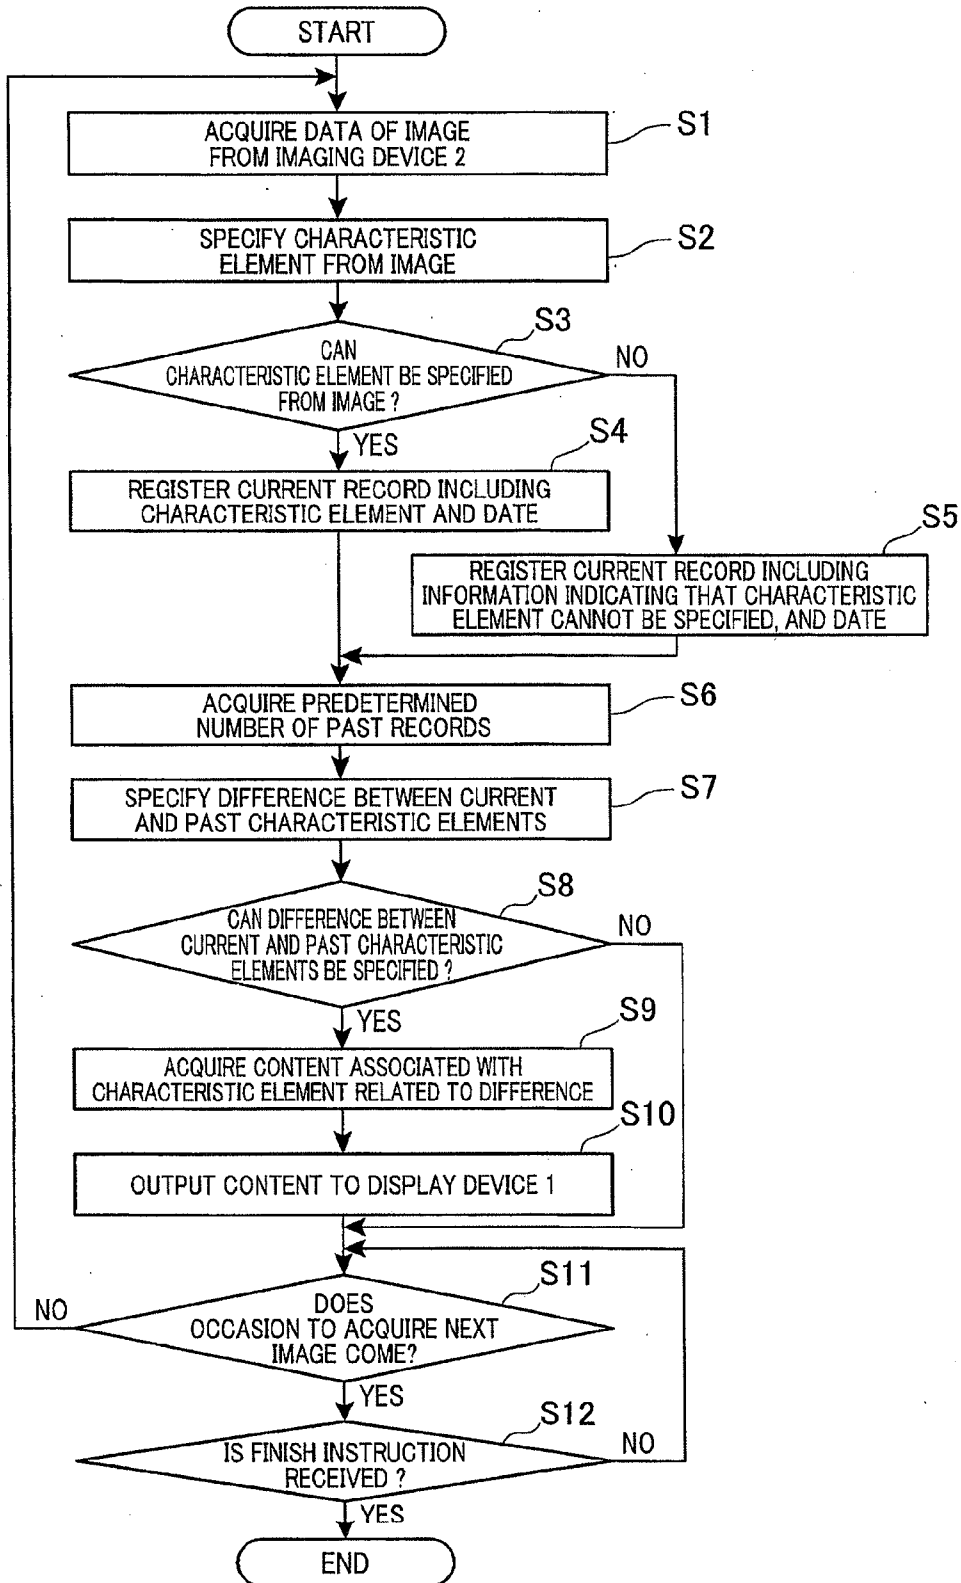 START
ACQUIRE DATA OF IMAGE
FROM IMAGING DEVICE 2
S1
SPECIFY CHARACTERISTIC
ELEMENT FROM IMAGE
S2
S3
CAN
CHARACTERISTIC ELEMENT BE SPECIFIED
FROM IMAGE ?
NO
YES
S4
REGISTER CURRENT RECORD INCLUDING
CHARACTERISTIC ELEMENT AND DATE
S5
REGISTER CURRENT RECORD INCLUDING
INFORMATION INDICATING THAT CHARACTERISTIC
ELEMENT CANNOT BE SPECIFIED, AND DATE
ACQUIRE PREDETERMINED
NUMBER OF PAST RECORDS
S6
SPECIFY DIFFERENCE BETWEEN CURRENT
AND PAST CHARACTERISTIC ELEMENTS
S7
S8
CAN DIFFERENCE BETWEEN
CURRENT AND PAST CHARACTERISTIC
ELEMENTS BE SPECIFIED ?
NO
YES
S9
ACQUIRE CONTENT ASSOCIATED WITH
CHARACTERISTIC ELEMENT RELATED TO DIFFERENCE
S10
OUTPUT CONTENT TO DISPLAY DEVICE 1
S11
NO
DOES
OCCASION TO ACQUIRE NEXT
IMAGE COME?
YES
S12
IS FINISH INSTRUCTION
RECEIVED ?
NO
YES
END